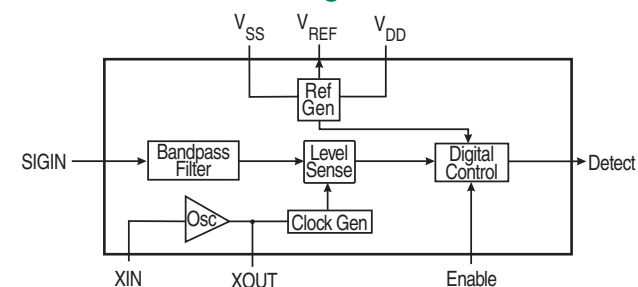 VSS VREF VDD
Ref
Gen
SIGIN
Bandpass
Filter
Level
Sense
Digital
Control
Detect
Osc
Clock Gen
XIN XOUT Enable